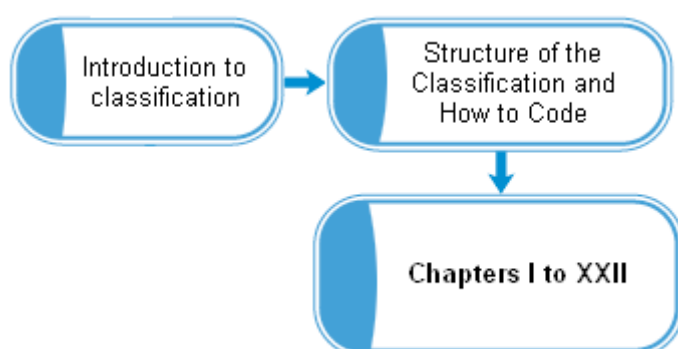 Introduction to
classification
Structure of the
Classification and
How to Code
Chapters I to XXII